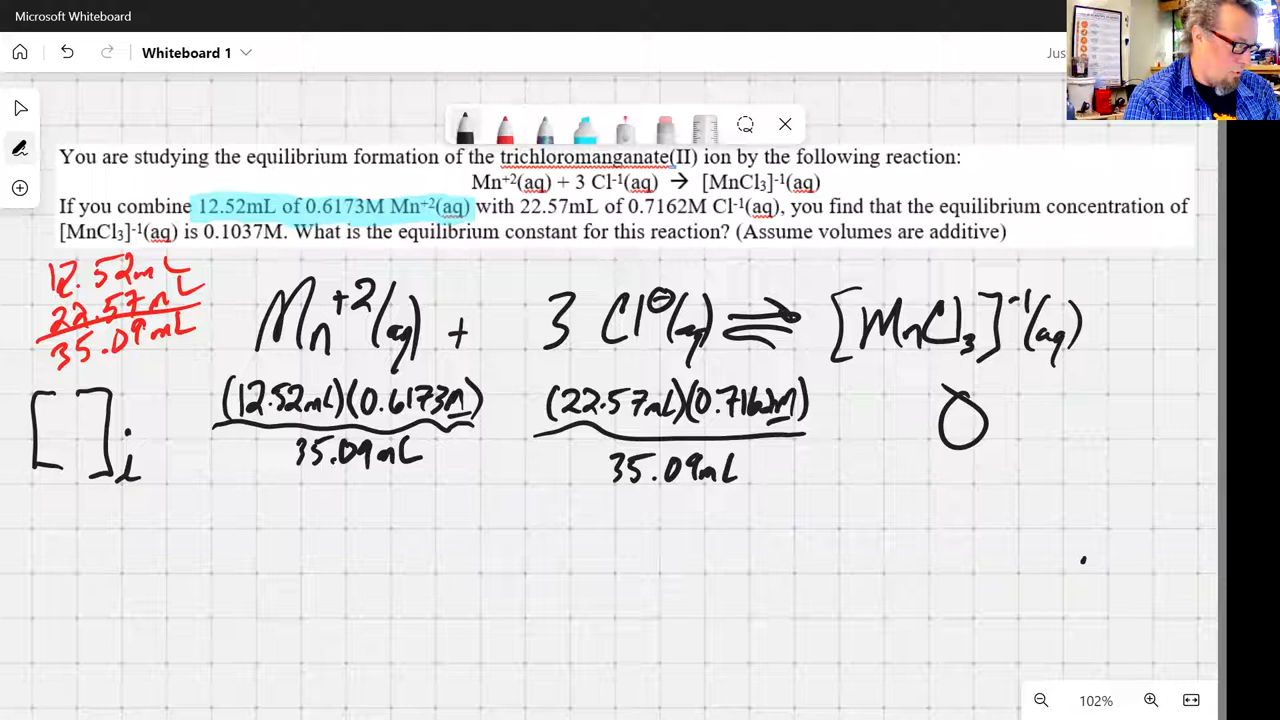 Microsoft Whiteboard
Whiteboard 1
Jus
You are studying the equilibrium formation of the trichloromanganate(II) ion by the following reaction:
Mn⁺²(aq) + 3 Cl⁻¹(aq) → [MnCl₃]⁻¹(aq)
If you combine 12.52mL of 0.6173M Mn⁺²(aq) with 22.57mL of 0.7162M Cl⁻¹(aq), you find that the equilibrium concentration of
[MnCl₃]⁻¹(aq) is 0.1037M. What is the equilibrium constant for this reaction? (Assume volumes are additive)
12.52mL
22.57mL
35.09mL
Mn⁺²(aq) + 3 Cl⊖(aq) ⇌ [MnCl₃]⁻¹(aq)
[ ]i (12.52mL)(0.6173M) (22.57mL)(0.7162M) 0
35.09mL 35.09mL
102%